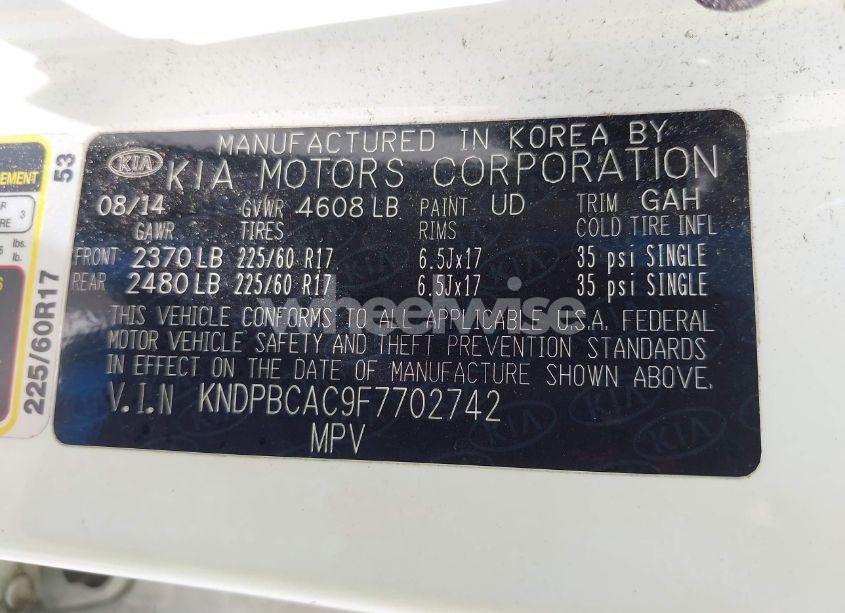 MANUFACTURED IN KOREA BY
KIA KIA MOTORS CORPORATION
08/14 GVWR 4608 LB PAINT UD TRIM GAH
GAWR TIRES RIMS COLD TIRE INFL
FRONT 2370 LB 225/60 R17 6.5Jx17 35 psi SINGLE
REAR 2480 LB 225/60 R17 6.5Jx17 35 psi SINGLE
THIS VEHICLE CONFORMS TO ALL APPLICABLE U.S.A. FEDERAL
MOTOR VEHICLE SAFETY AND THEFT PREVENTION STANDARDS
IN EFFECT ON THE DATE OF MANUFACTURE SHOWN ABOVE.
V.I.N KNDPBCAC9F7702742
MPV
wheelwise
225/60R17 53
3
lbs.
lb.